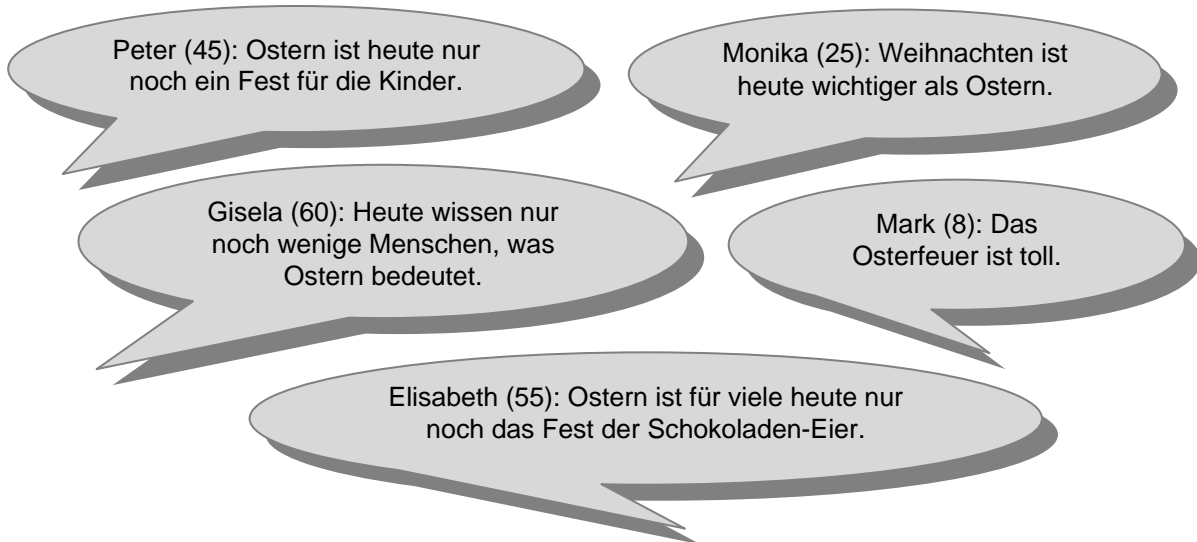 Peter (45): Ostern ist heute nur
noch ein Fest für die Kinder.
Monika (25): Weihnachten ist
heute wichtiger als Ostern.
Gisela (60): Heute wissen nur
noch wenige Menschen, was
Ostern bedeutet.
Mark (8): Das
Osterfeuer ist toll.
Elisabeth (55): Ostern ist für viele heute nur
noch das Fest der Schokoladen-Eier.